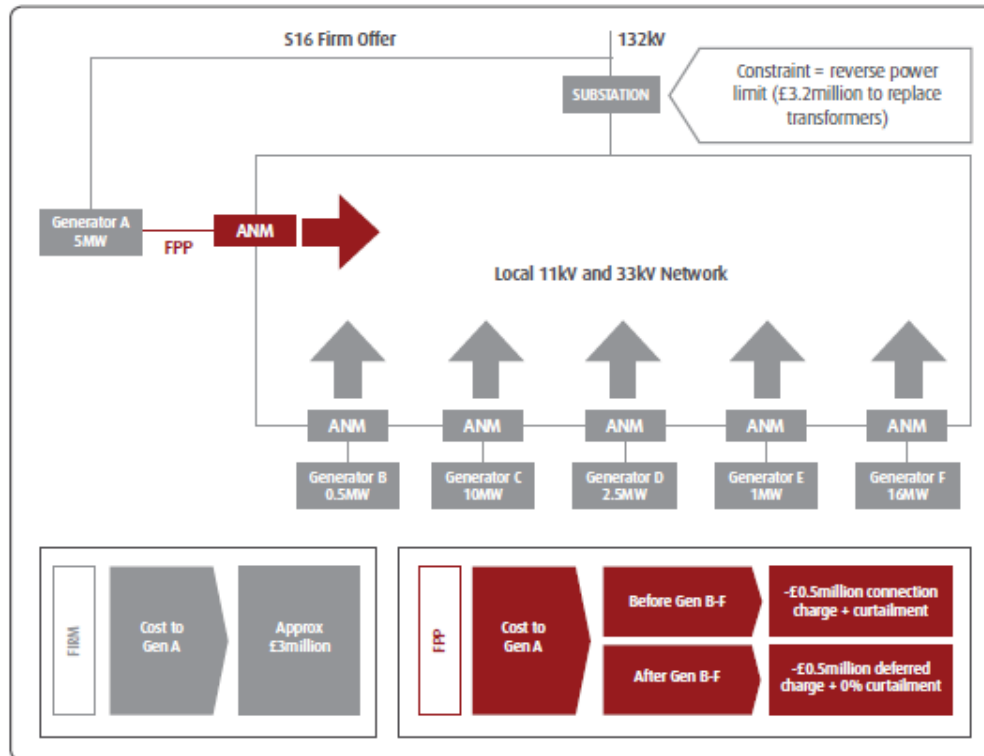 S16 Firm Offer
132kV
SUBSTATION
Constraint = reverse power
limit (£3.2million to replace
transformers)
Generator A
5MW
FPP
ANM
Local 11kV and 33kV Network
ANM
ANM
ANM
ANM
ANM
Generator B
0.5MW
Generator C
10MW
Generator D
2.5MW
Generator E
1MW
Generator F
16MW
FIRM
Cost to
Gen A
Approx
£3million
FPP
Cost to
Gen A
Before Gen B-F
-£0.5million connection
charge + curtailment
After Gen B-F
-£0.5million deferred
charge + 0% curtailment